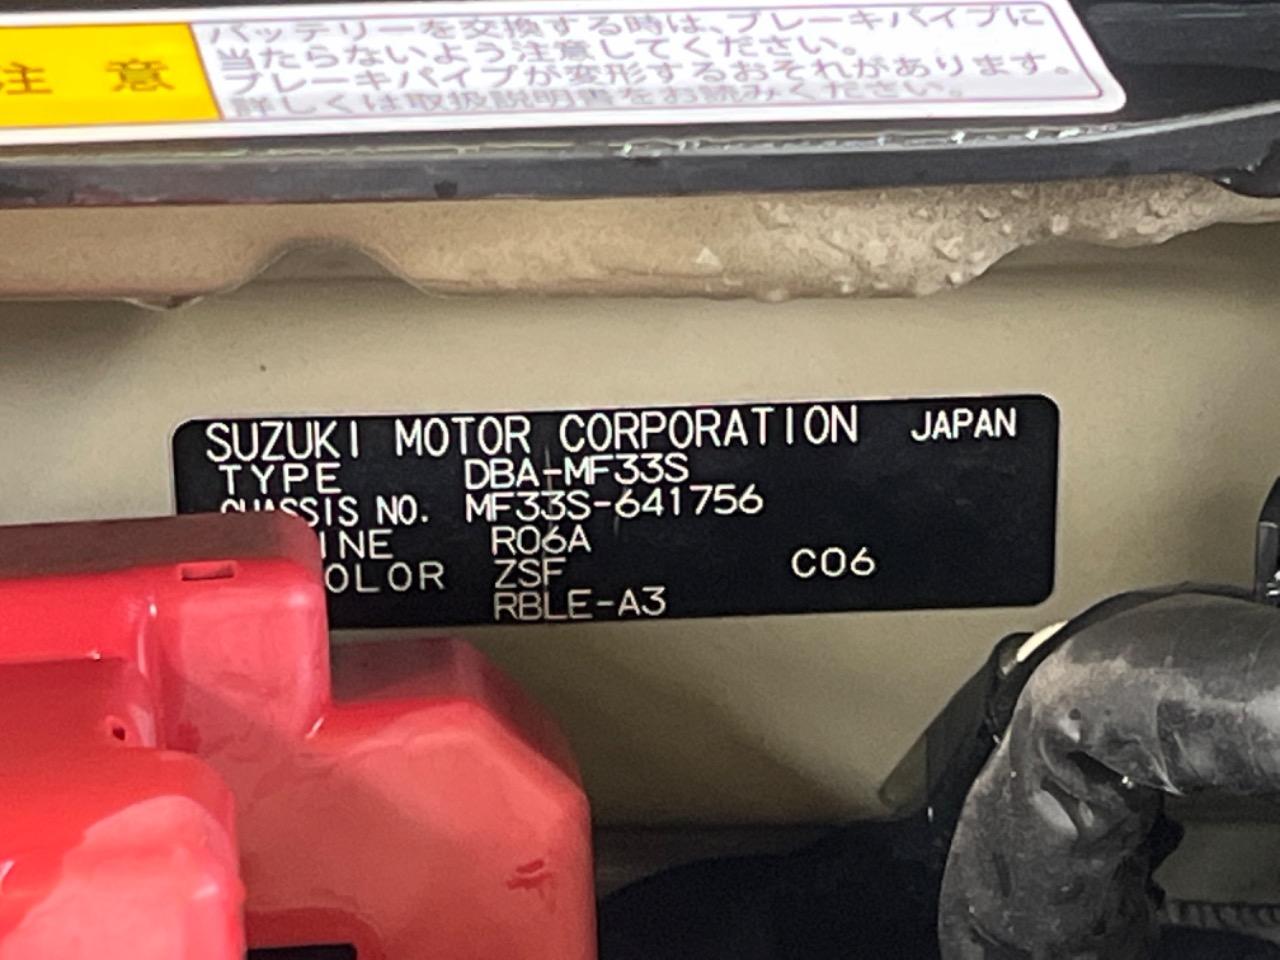 注意
バッテリーを交換する時は、ブレーキパイプに
当たらないよう注意してください。
ブレーキパイプが変形するおそれがあります。
詳しくは取扱説明書をお読みください。
SUZUKI MOTOR CORPORATION JAPAN
TYPE DBA-MF33S
CHASSIS NO. MF33S-641756
INE R06A
OLOR ZSF C06
RBLE-A3